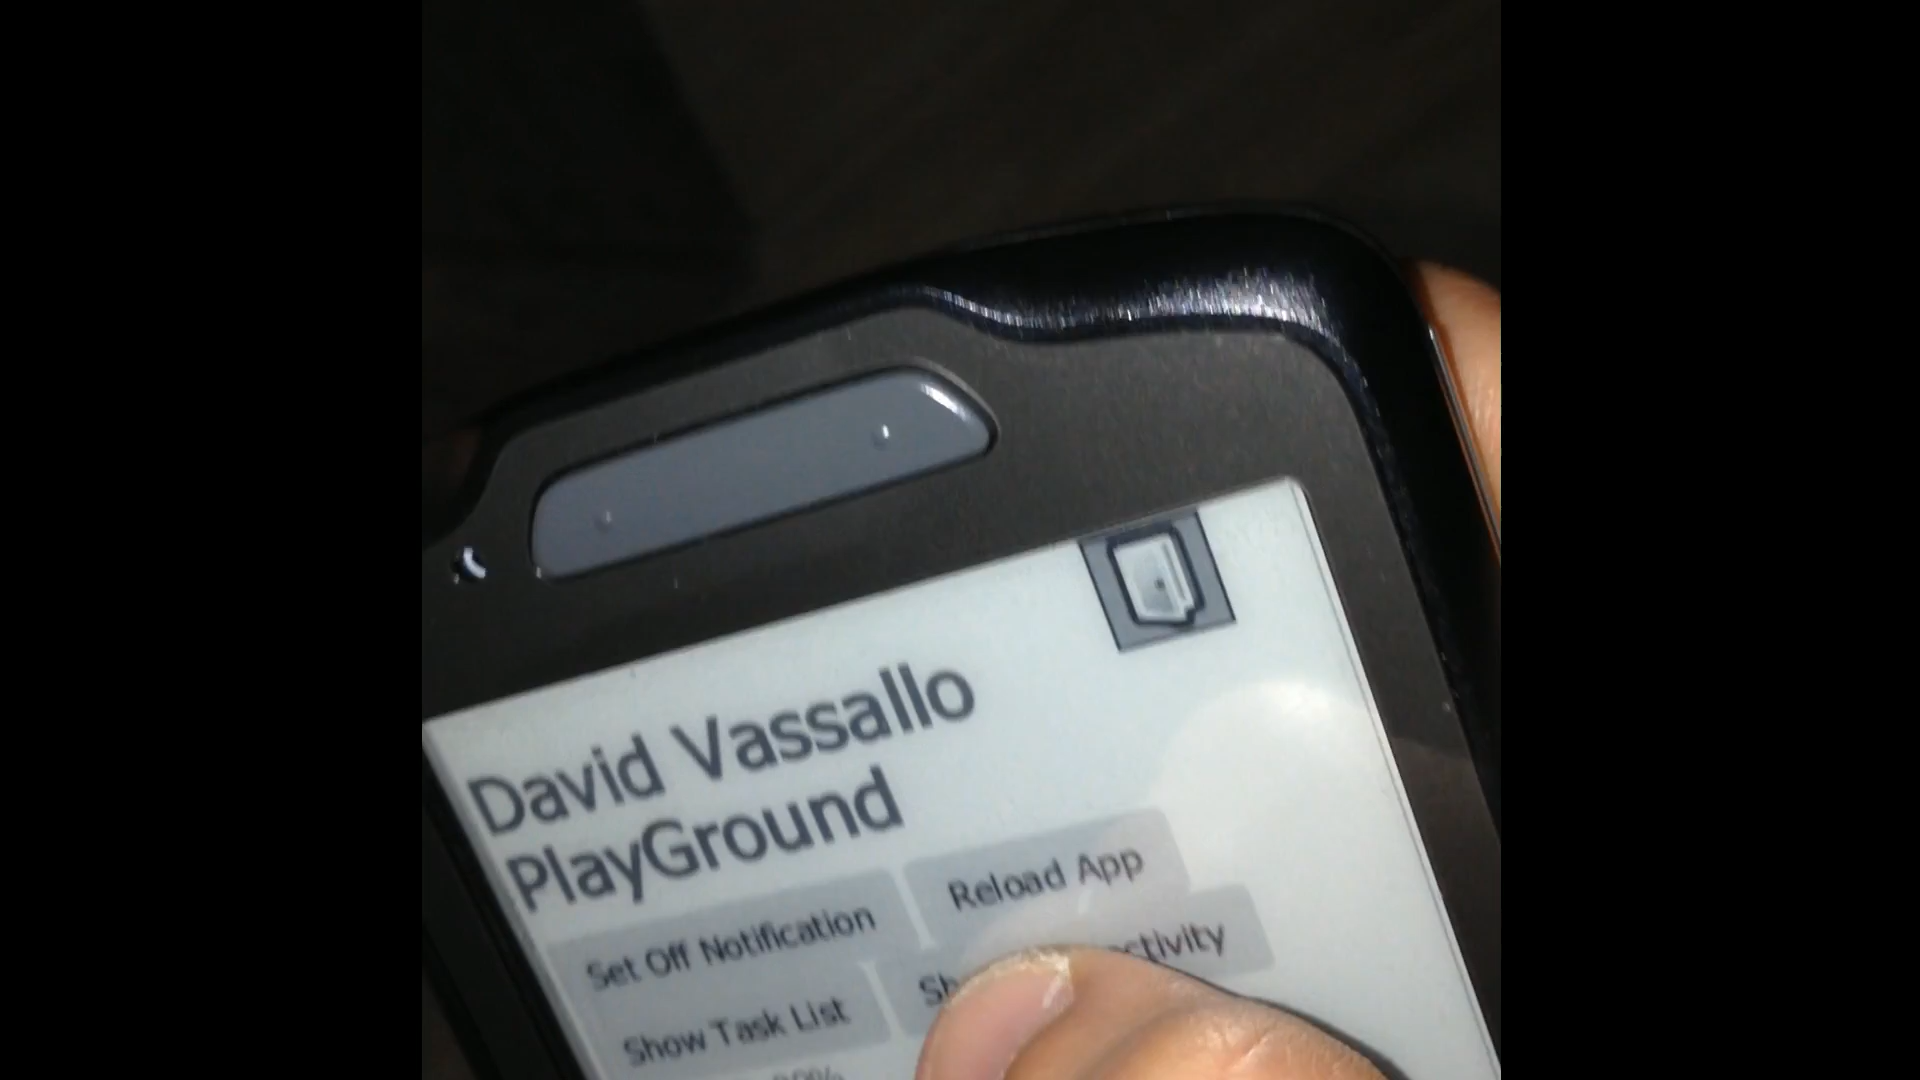 David Vassallo
PlayGround
Set Off Notification
Reload App
Show Task List